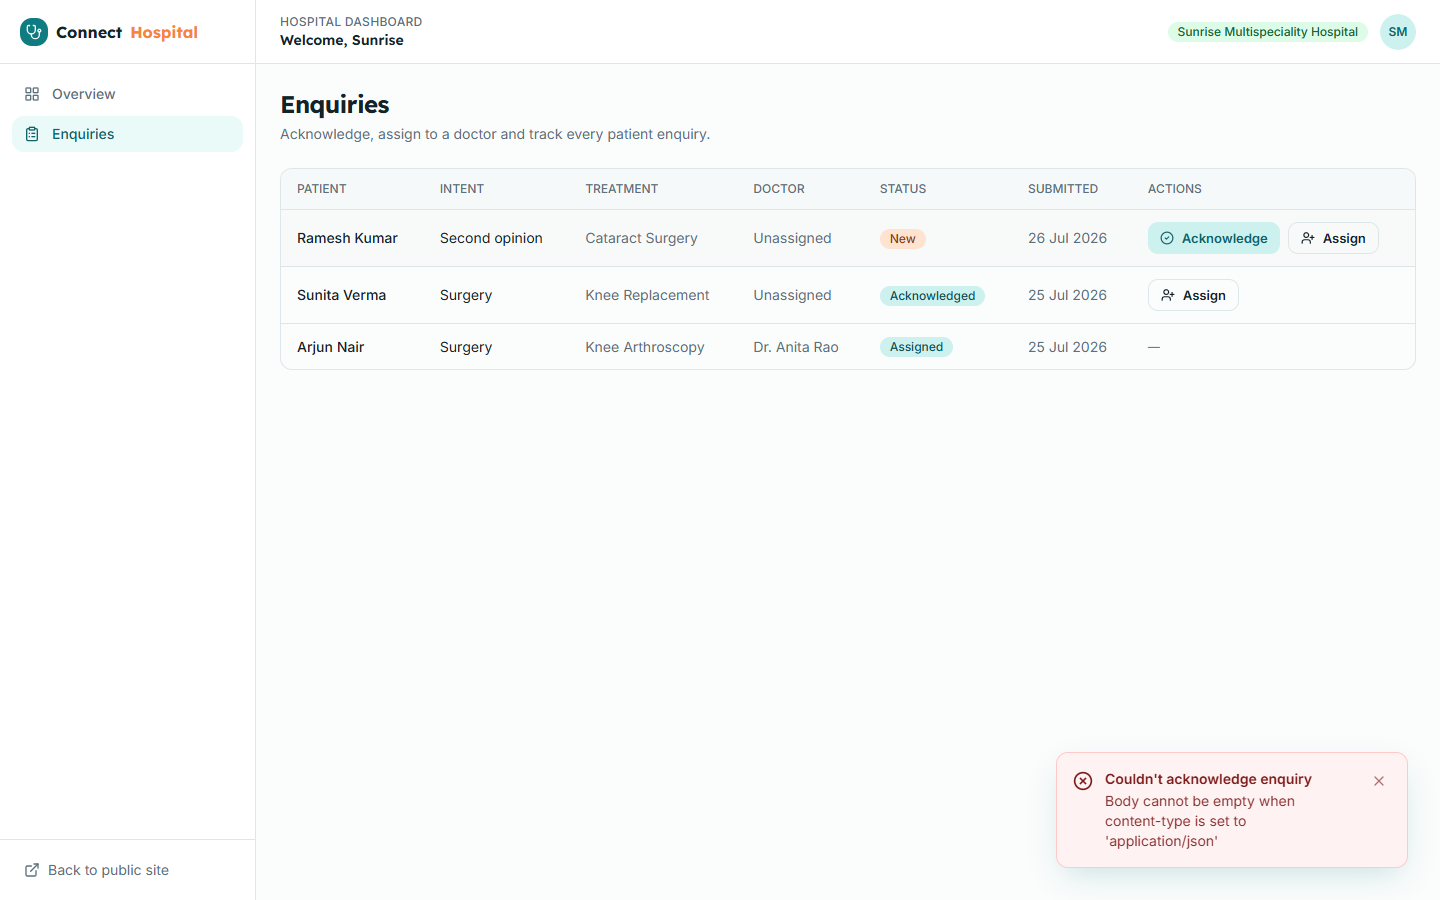 Connect Hospital
HOSPITAL DASHBOARD
Welcome, Sunrise
Sunrise Multispeciality Hospital
SM
Overview
Enquiries
Back to public site
Enquiries
Acknowledge, assign to a doctor and track every patient enquiry.
PATIENT INTENT TREATMENT DOCTOR STATUS SUBMITTED ACTIONS
Ramesh Kumar Second opinion Cataract Surgery Unassigned New 26 Jul 2026 Acknowledge Assign
Sunita Verma Surgery Knee Replacement Unassigned Acknowledged 25 Jul 2026 Assign
Arjun Nair Surgery Knee Arthroscopy Dr. Anita Rao Assigned 25 Jul 2026 —
Couldn't acknowledge enquiry
Body cannot be empty when
content-type is set to
'application/json'